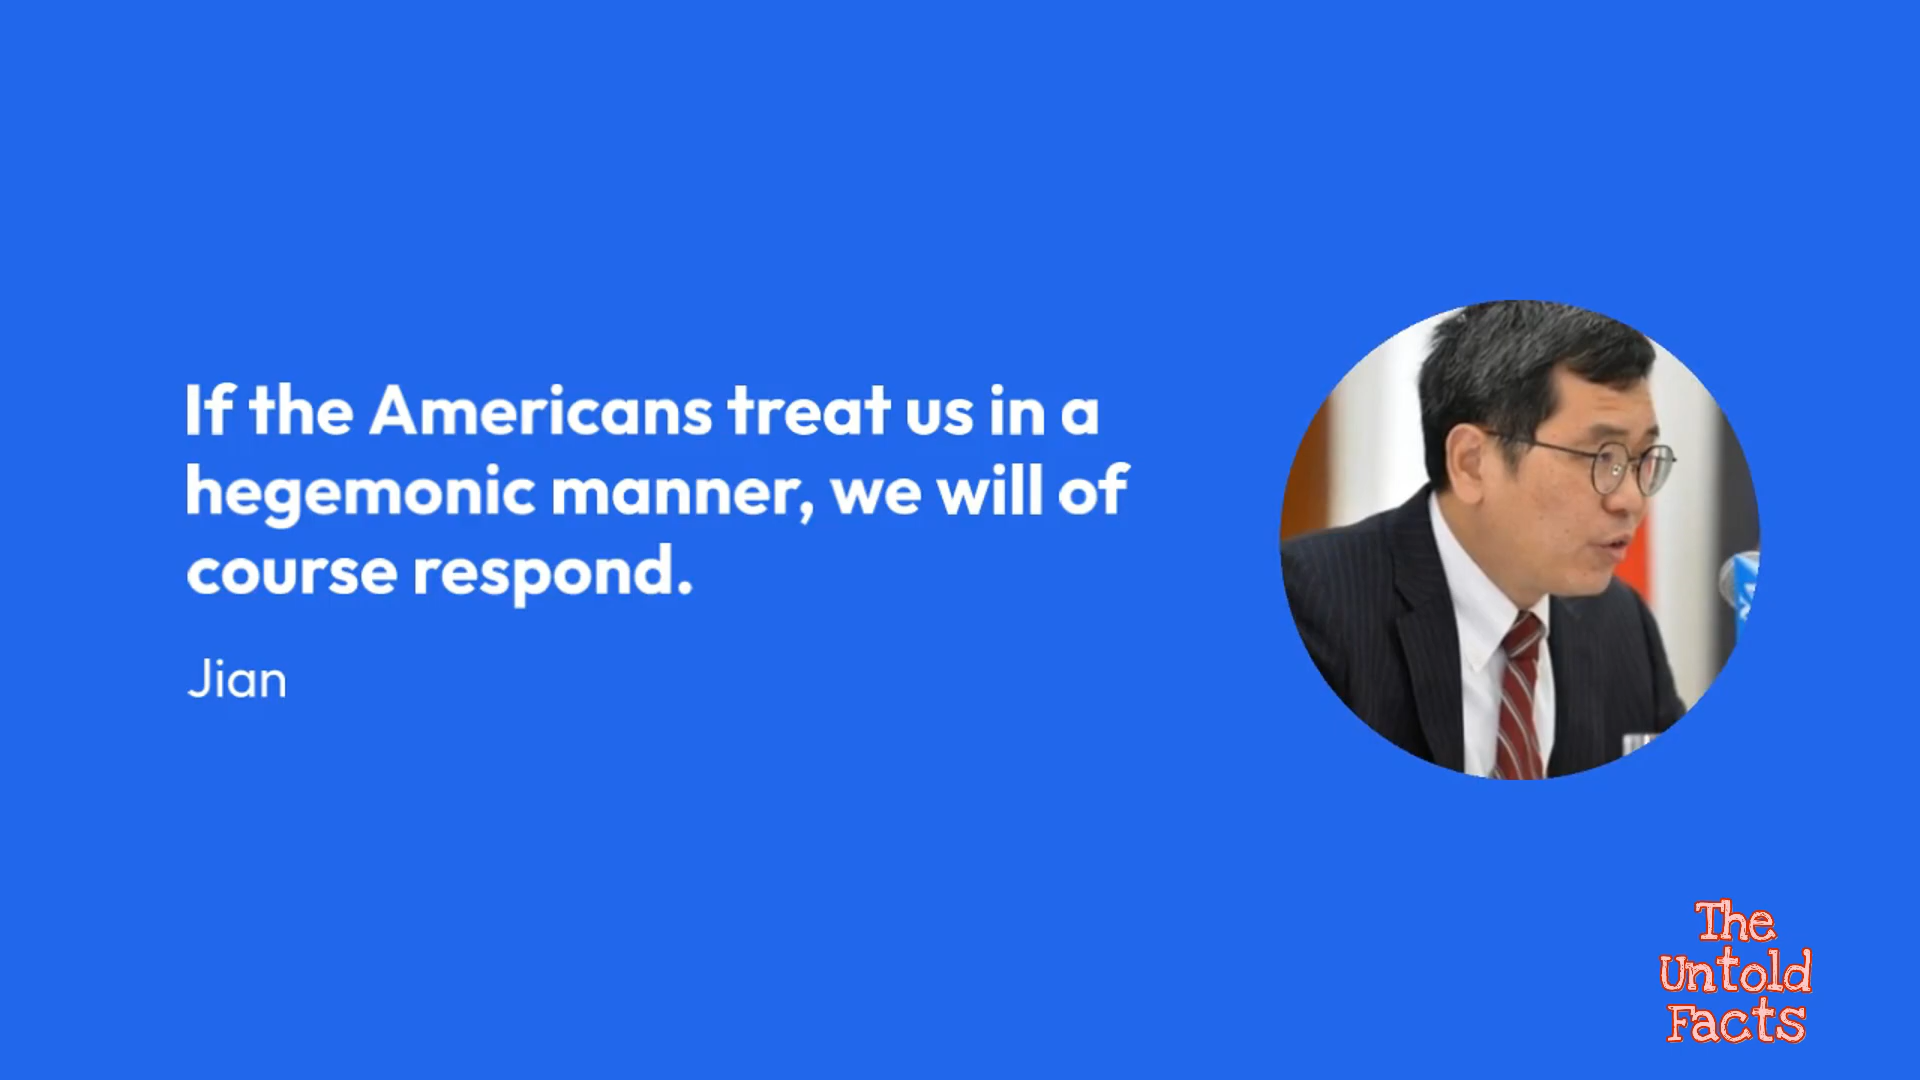 If the Americans treat us in a
hegemonic manner, we will of
course respond.
Jian
The
Untold
Facts